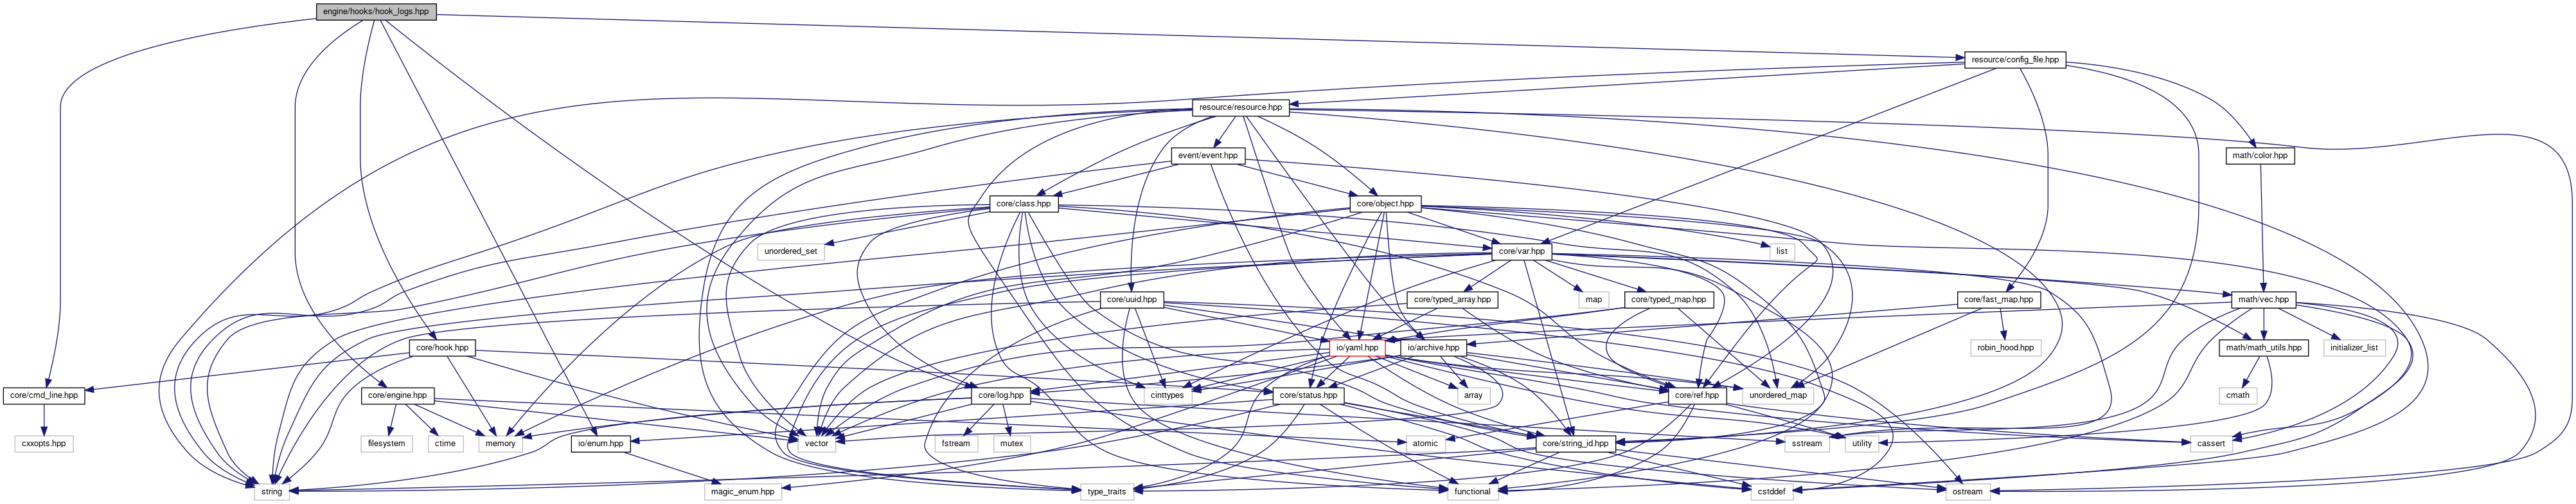 engine/hooks/hook_logs.hpp
resource/config_file.hpp
resource/resource.hpp
event/event.hpp
math/color.hpp
core/class.hpp
core/object.hpp
unordered_set
core/var.hpp
list
core/uuid.hpp
core/typed_array.hpp
map
core/typed_map.hpp
core/fast_map.hpp
math/vec.hpp
core/hook.hpp
io/yaml.hpp
io/archive.hpp
robin_hood.hpp
math/math_utils.hpp
initializer_list
core/cmd_line.hpp
core/engine.hpp
core/log.hpp
cinttypes
core/status.hpp
array
core/ref.hpp
unordered_map
cmath
cxxopts.hpp
filesystem
ctime
memory
io/enum.hpp
vector
fstream
mutex
atomic
core/string_id.hpp
sstream
utility
cassert
string
magic_enum.hpp
type_traits
functional
cstddef
ostream